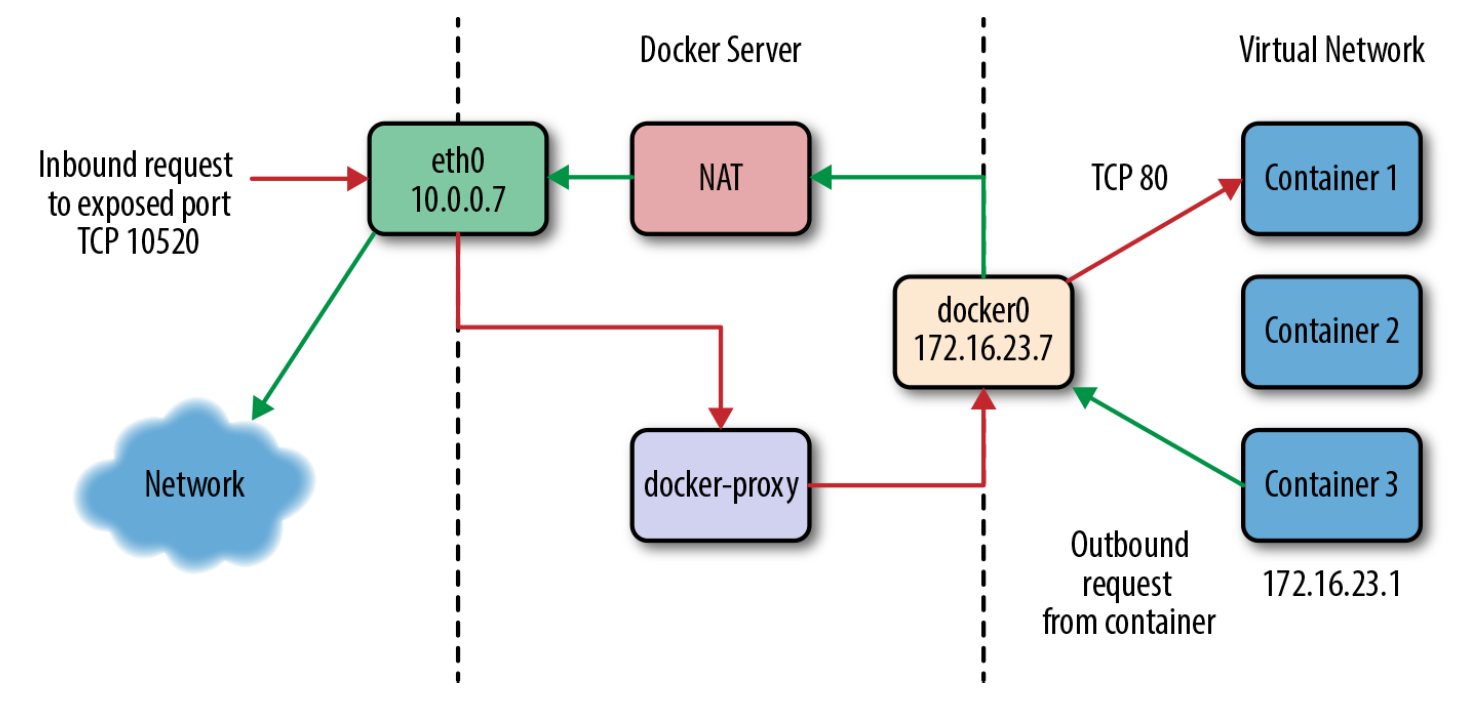 Docker Server
Virtual Network
Inbound request
to exposed port
TCP 10520
eth0
10.0.0.7
NAT
TCP 80
Container 1
docker0
172.16.23.7
Container 2
Network
docker-proxy
Container 3
Outbound
request
from container
172.16.23.1